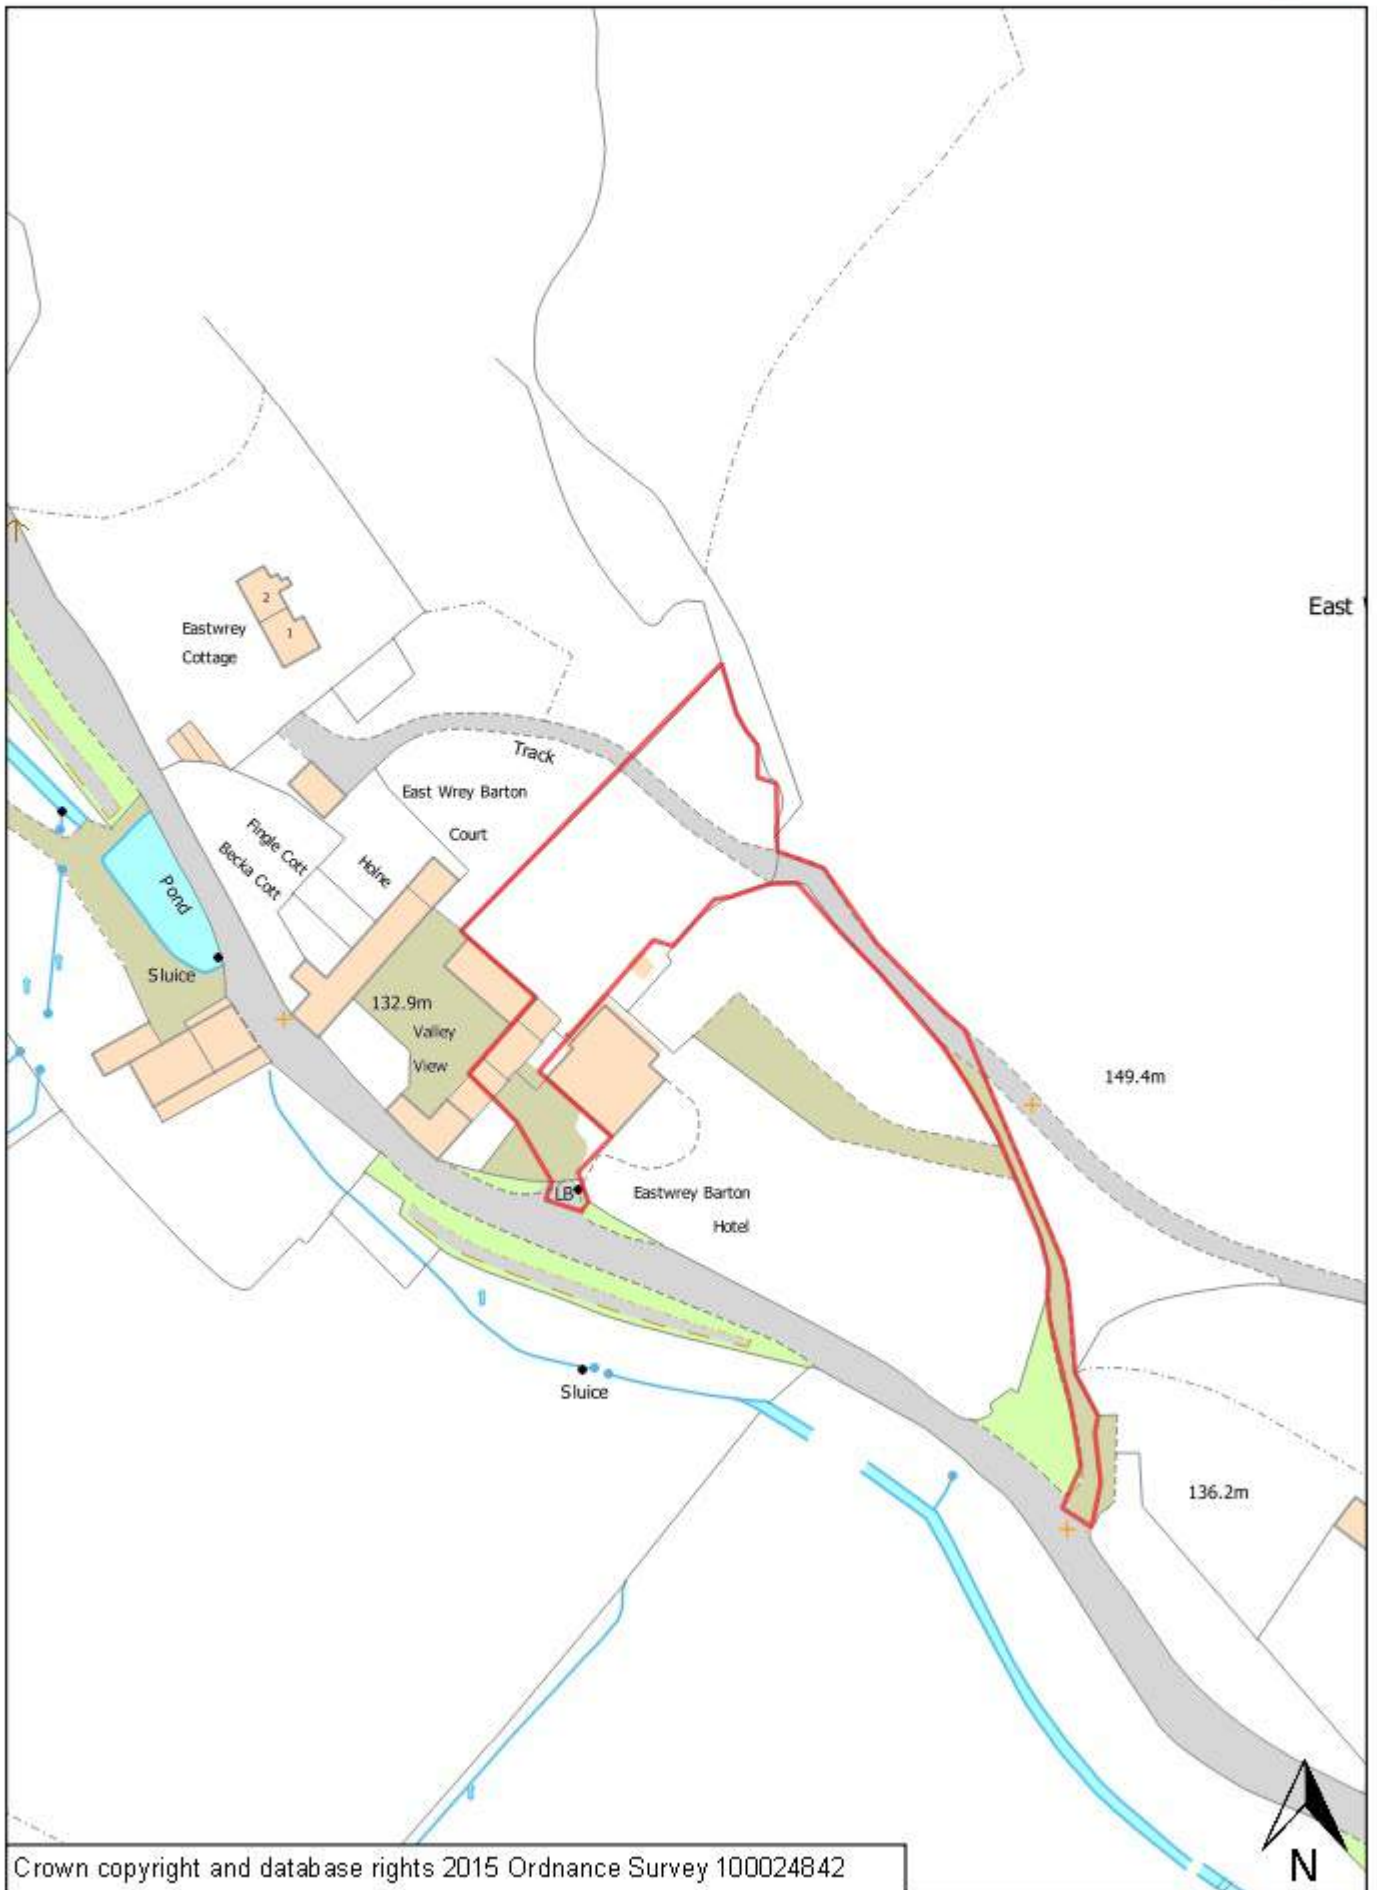 East
2
1
Eastwrey
Cottage
Track
East Wrey Barton
Court
Fingle Cott
Becka Cott
Holne
Pond
Sluice
132.9m
Valley
View
149.4m
LB
Eastwrey Barton
Hotel
Sluice
136.2m
N
Crown copyright and database rights 2015 Ordnance Survey 100024842